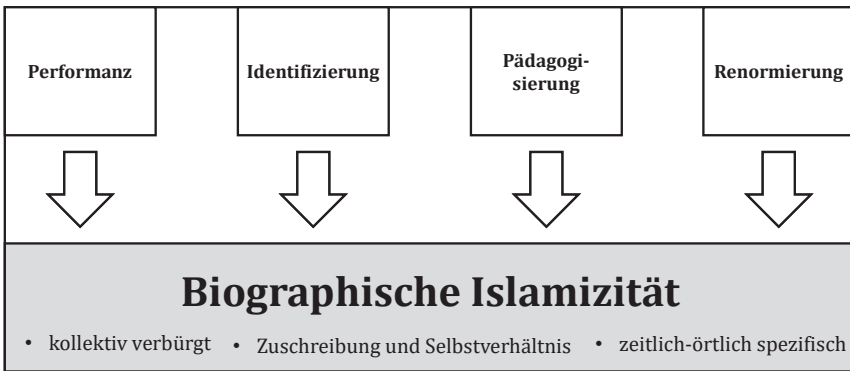 Performanz
Identifizierung
Pädagogi-
sierung
Renormierung
Biographische Islamizität
• kollektiv verbürgt • Zuschreibung und Selbstverhältnis • zeitlich-örtlich spezifisch